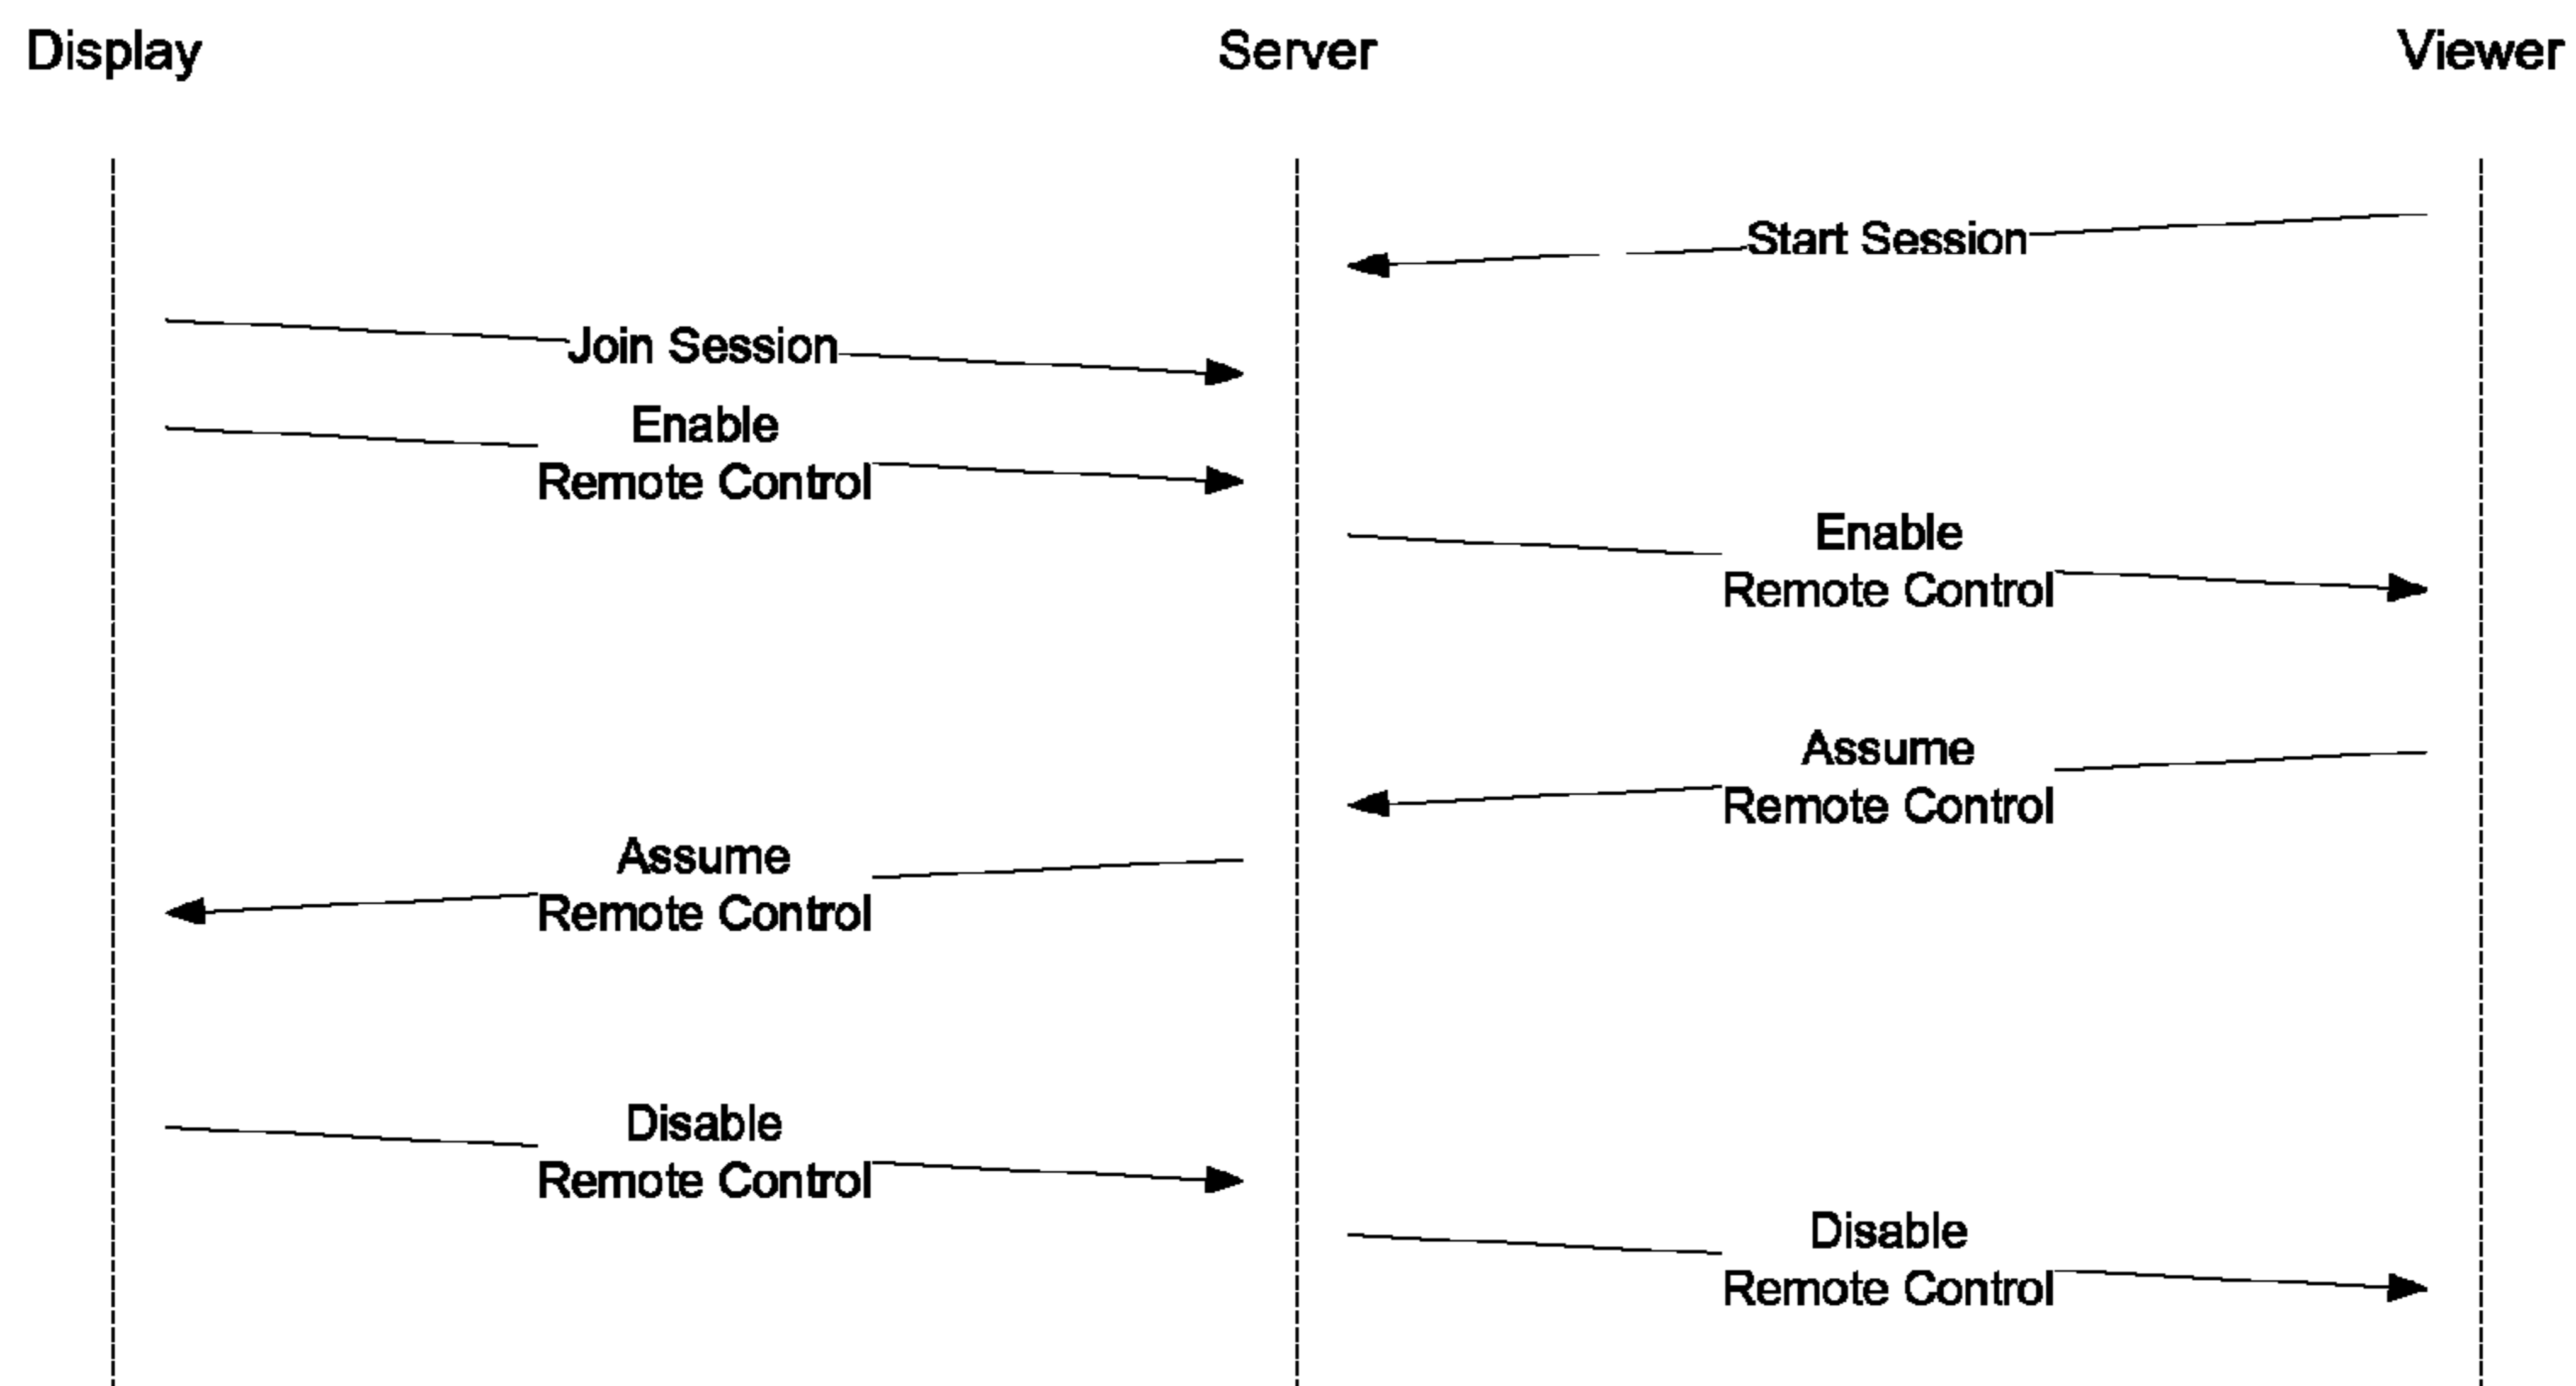 Display
Server
Viewer
Start Session
Join Session
Enable
Remote Control
Enable
Remote Control
Assume
Remote Control
Assume
Remote Control
Disable
Remote Control
Disable
Remote Control